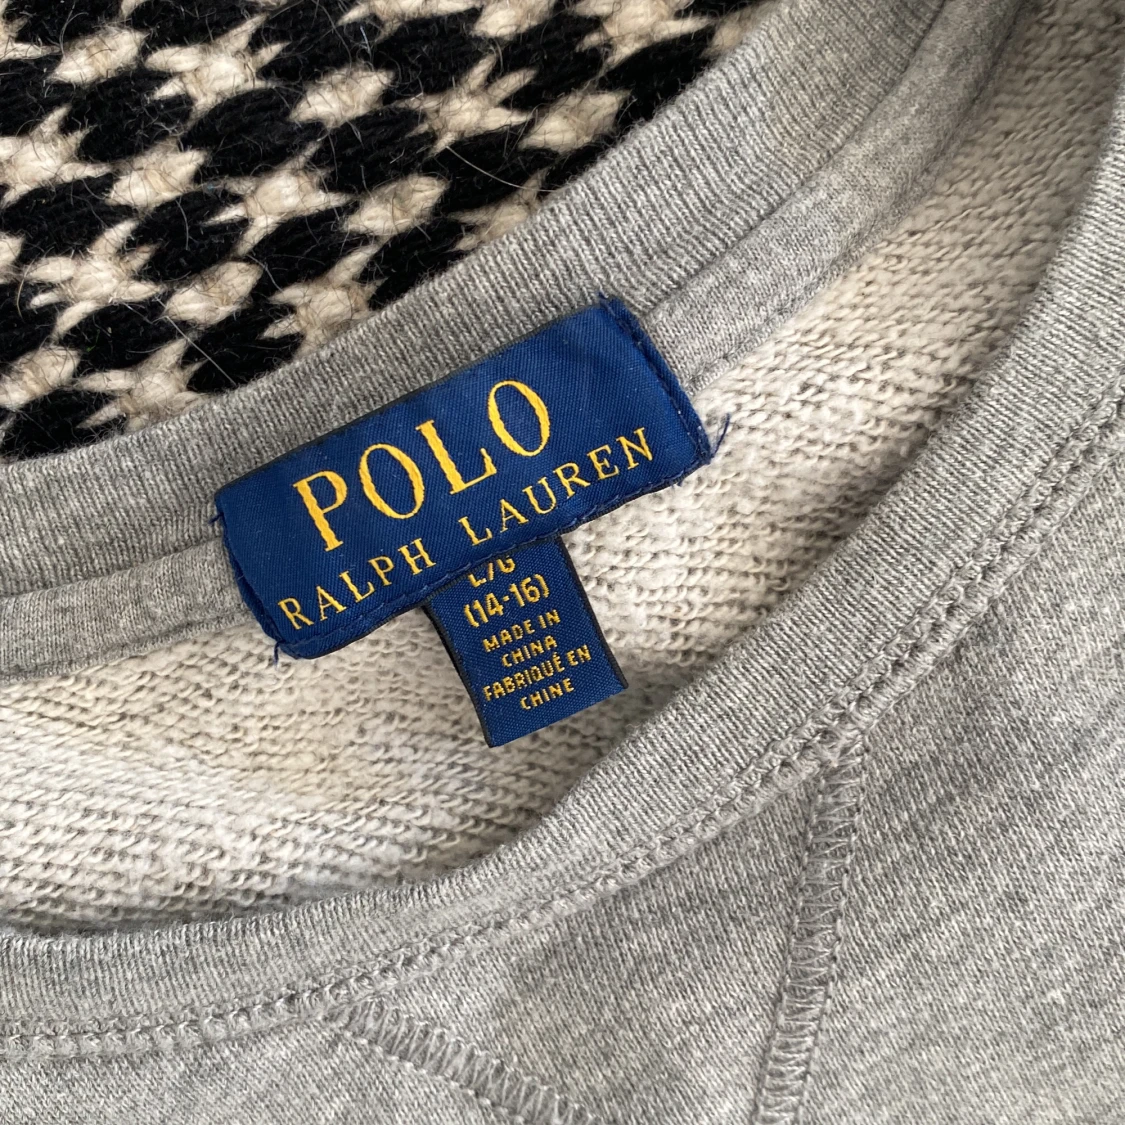 POLO
RALPH LAUREN
L/G
(14-16)
MADE IN
CHINA
FABRIQUÉ EN
CHINE